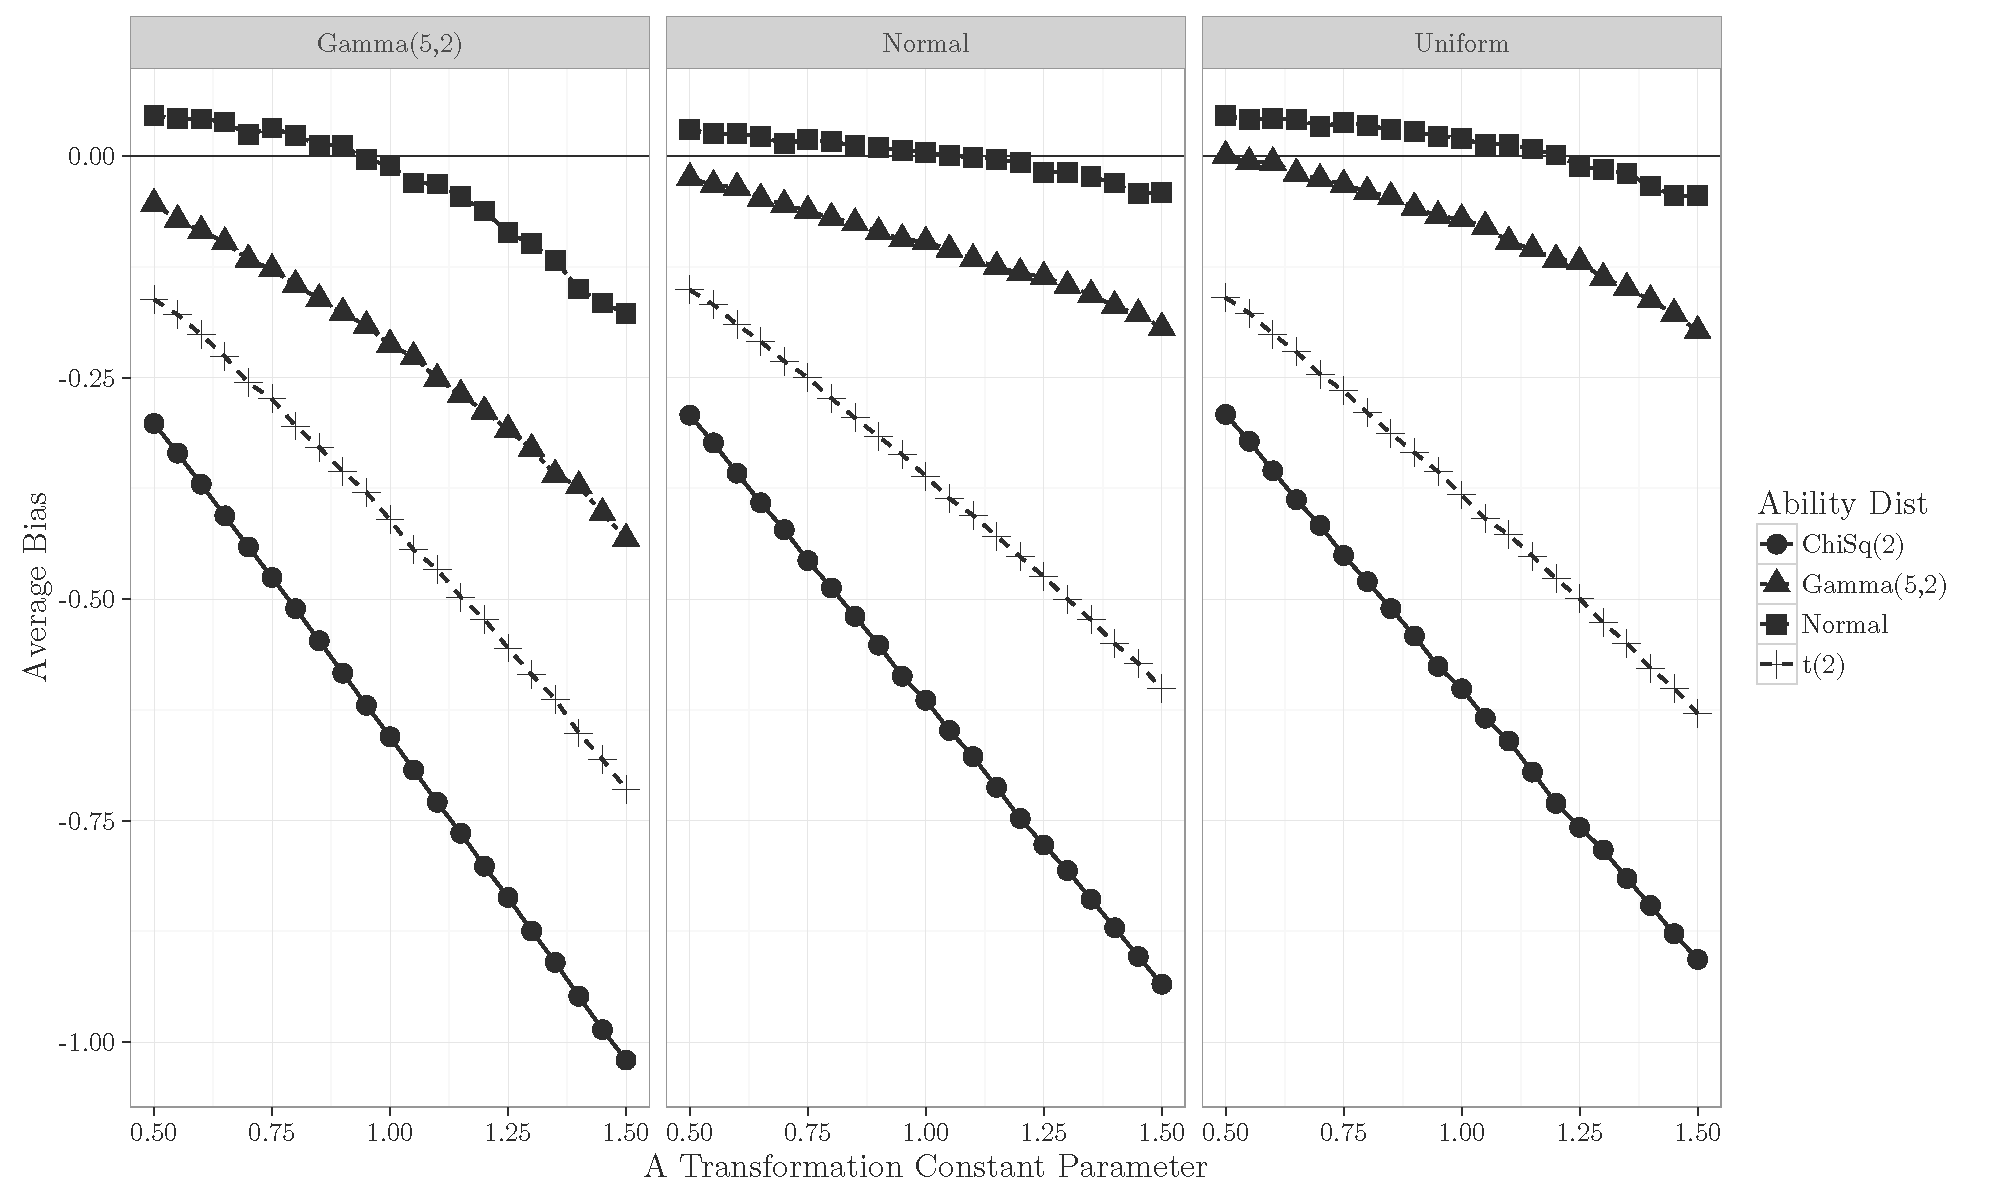 Gamma(5,2) Normal Uniform
0.00
-0.25
-0.50
-0.75
-1.00
Average Bias
0.50 0.75 1.00 1.25 1.50 0.50 0.75 1.00 1.25 1.50 0.50 0.75 1.00 1.25 1.50
A Transformation Constant Parameter
Ability Dist
ChiSq(2)
Gamma(5,2)
Normal
t(2)